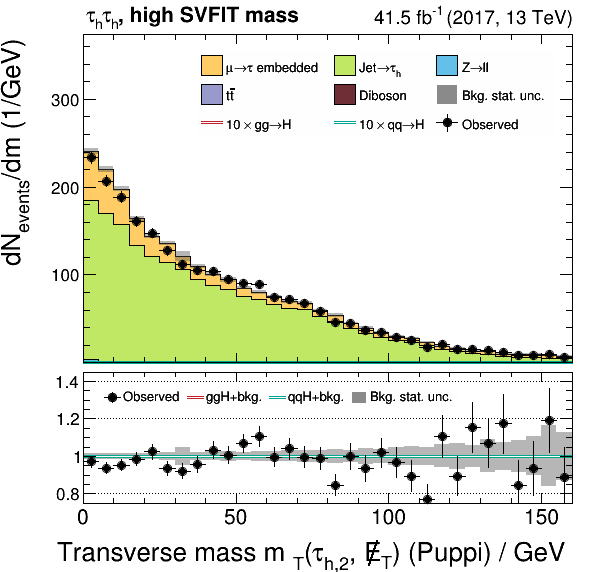 τhτh, high SVFIT mass 41.5 fb⁻¹ (2017, 13 TeV)
dNevents/dm (1/GeV)
μ→τ embedded Jet→τh Z→ll
tt̄ Diboson Bkg. stat. unc.
10 × gg→H 10 × qq→H Observed
300
200
100
1.4
Observed ggH+bkg. qqH+bkg. Bkg. stat. unc.
1.2
1
0.8
0 50 100 150
Transverse mass m T(τh,2, E̸T) (Puppi) / GeV